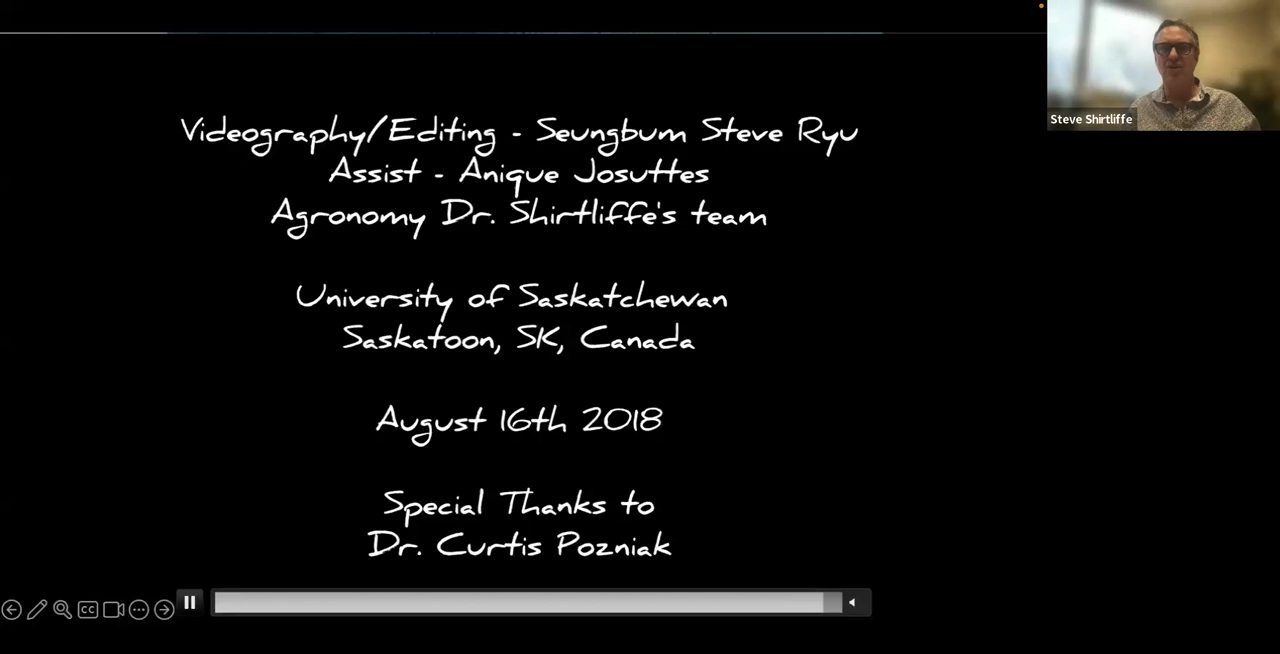 Videography/Editing - Seungbum Steve Ryu
Assist - Anique Josuttes
Agronomy Dr. Shirtliffe's team
University of Saskatchewan
Saskatoon, SK, Canada
August 16th 2018
Special Thanks to
Dr. Curtis Pozniak
Steve Shirtliffe
CC